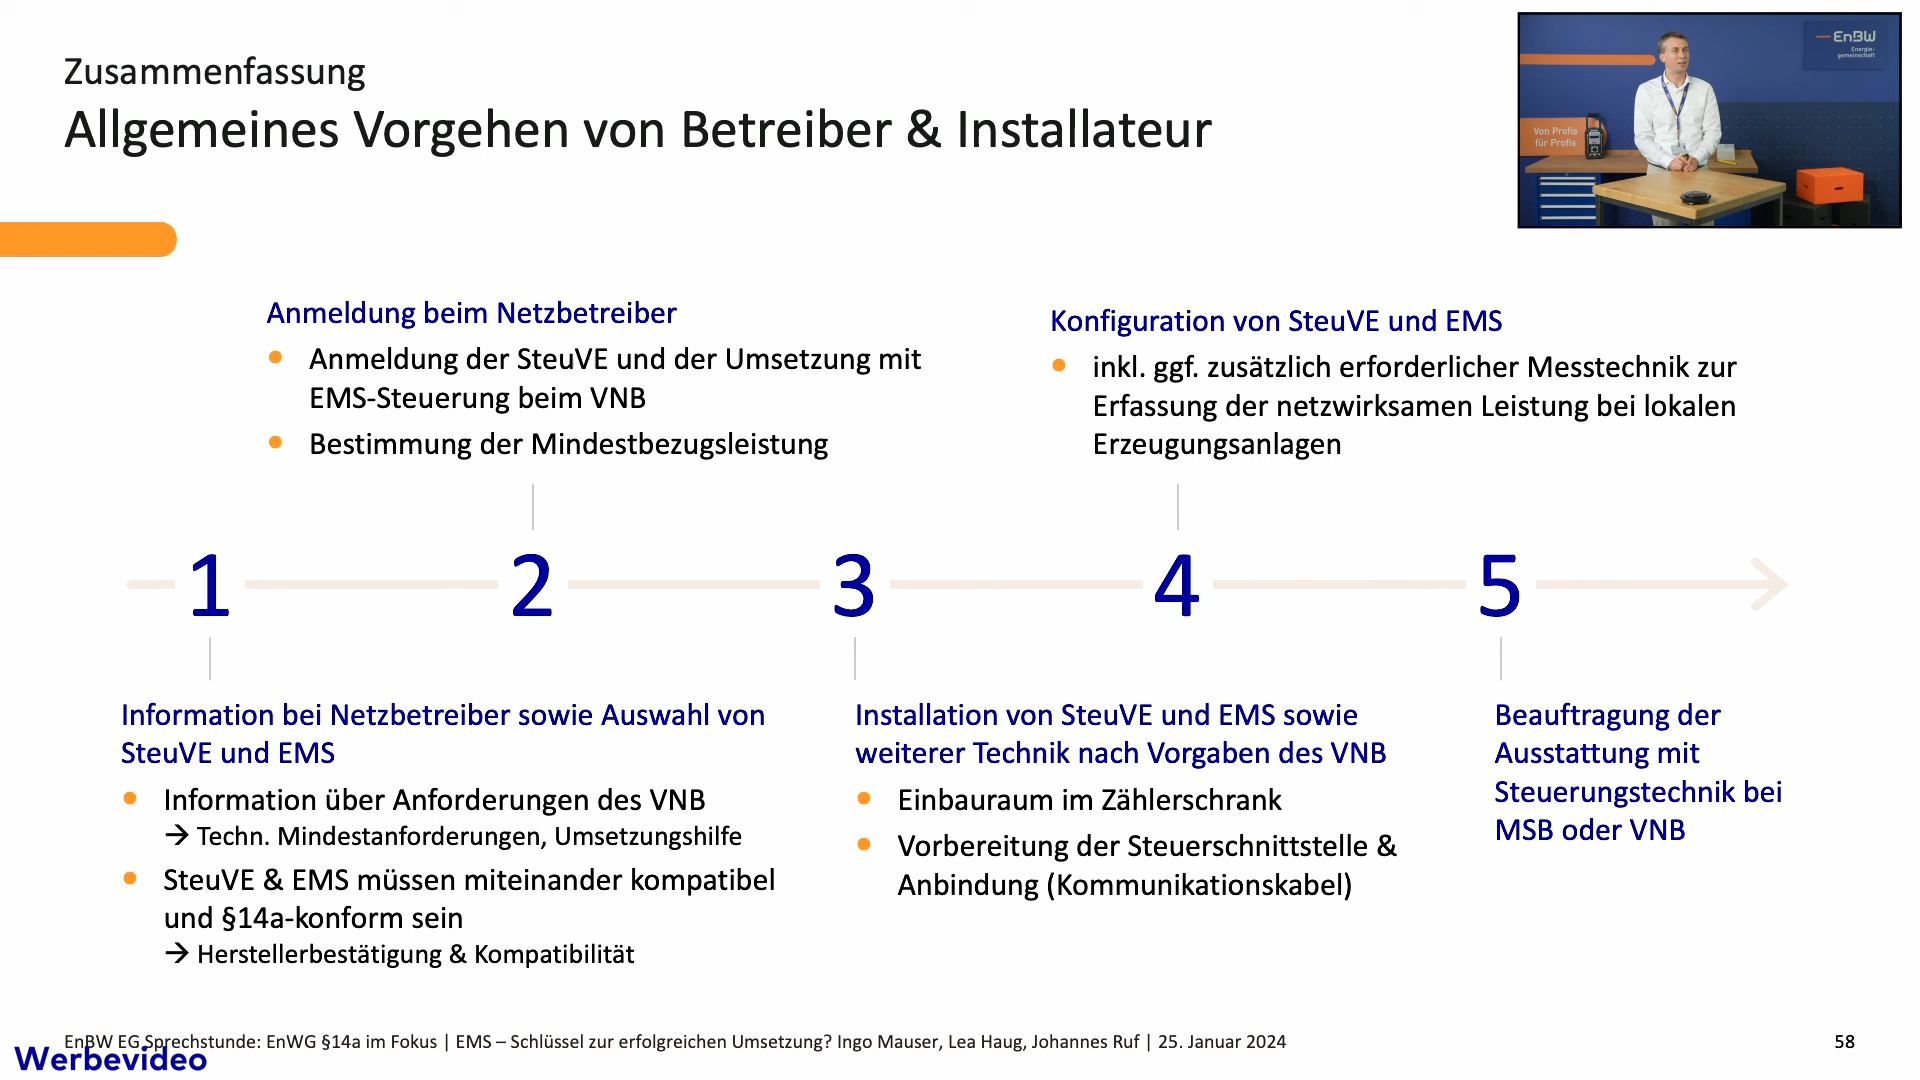 Zusammenfassung
Allgemeines Vorgehen von Betreiber & Installateur
EnBW
Energie-
gemeinschaft
Von Profis
für Profis
Anmeldung beim Netzbetreiber
Anmeldung der SteuVE und der Umsetzung mit
EMS-Steuerung beim VNB
Bestimmung der Mindestbezugsleistung
Konfiguration von SteuVE und EMS
inkl. ggf. zusätzlich erforderlicher Messtechnik zur
Erfassung der netzwirksamen Leistung bei lokalen
Erzeugungsanlagen
1 2 3 4 5
Information bei Netzbetreiber sowie Auswahl von
SteuVE und EMS
Information über Anforderungen des VNB
→ Techn. Mindestanforderungen, Umsetzungshilfe
SteuVE & EMS müssen miteinander kompatibel
und §14a-konform sein
→ Herstellerbestätigung & Kompatibilität
Installation von SteuVE und EMS sowie
weiterer Technik nach Vorgaben des VNB
Einbauraum im Zählerschrank
Vorbereitung der Steuerschnittstelle &
Anbindung (Kommunikationskabel)
Beauftragung der
Ausstattung mit
Steuerungstechnik bei
MSB oder VNB
EnBW EG Sprechstunde: EnWG §14a im Fokus | EMS – Schlüssel zur erfolgreichen Umsetzung? Ingo Mauser, Lea Haug, Johannes Ruf | 25. Januar 2024
58
Werbevideo